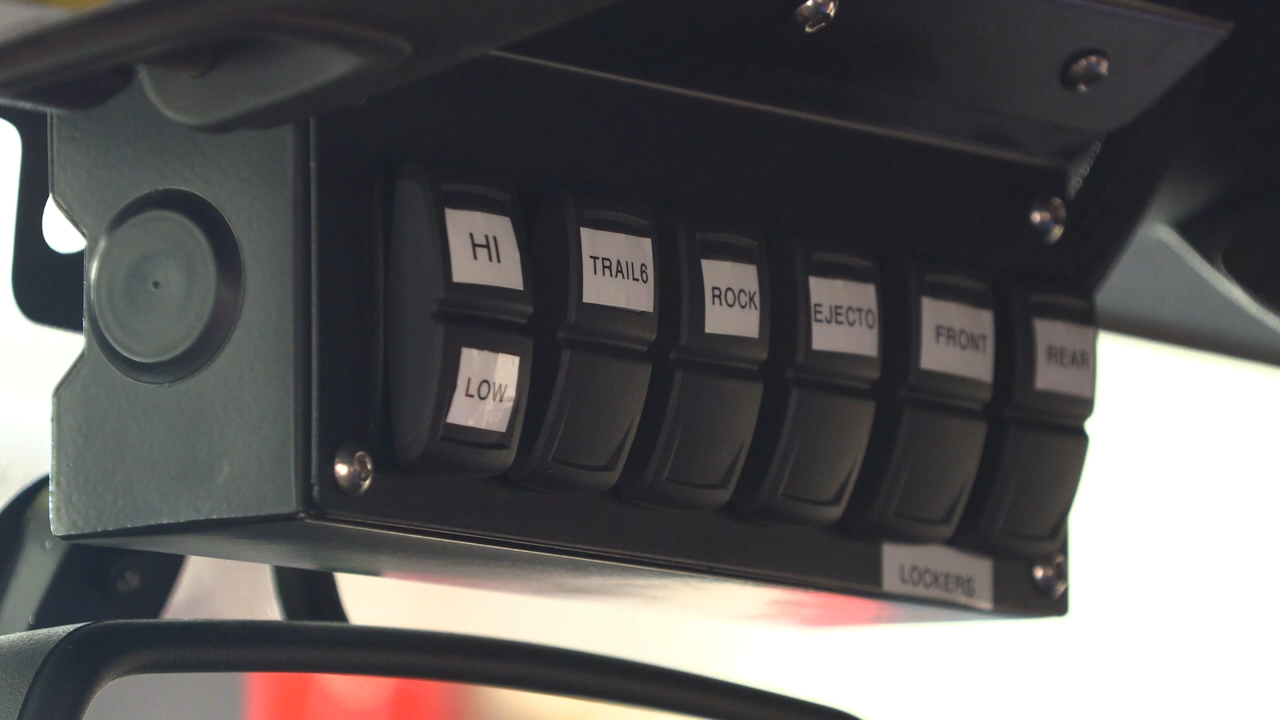 HI
TRAIL6
ROCK
EJECTO
FRONT
REAR
LOW
LOCKERS